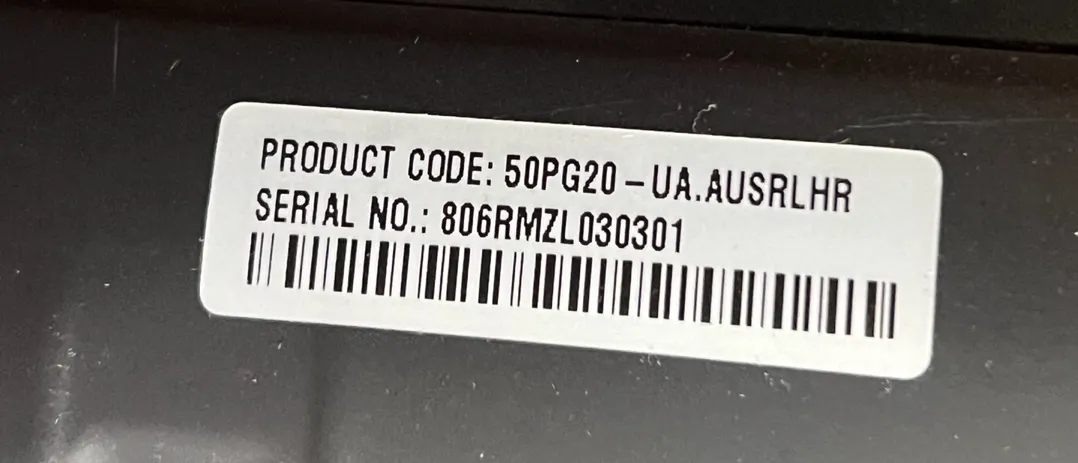 PRODUCT CODE: 50PG20-UA.AUSRLHR
SERIAL NO.: 806RMZL030301